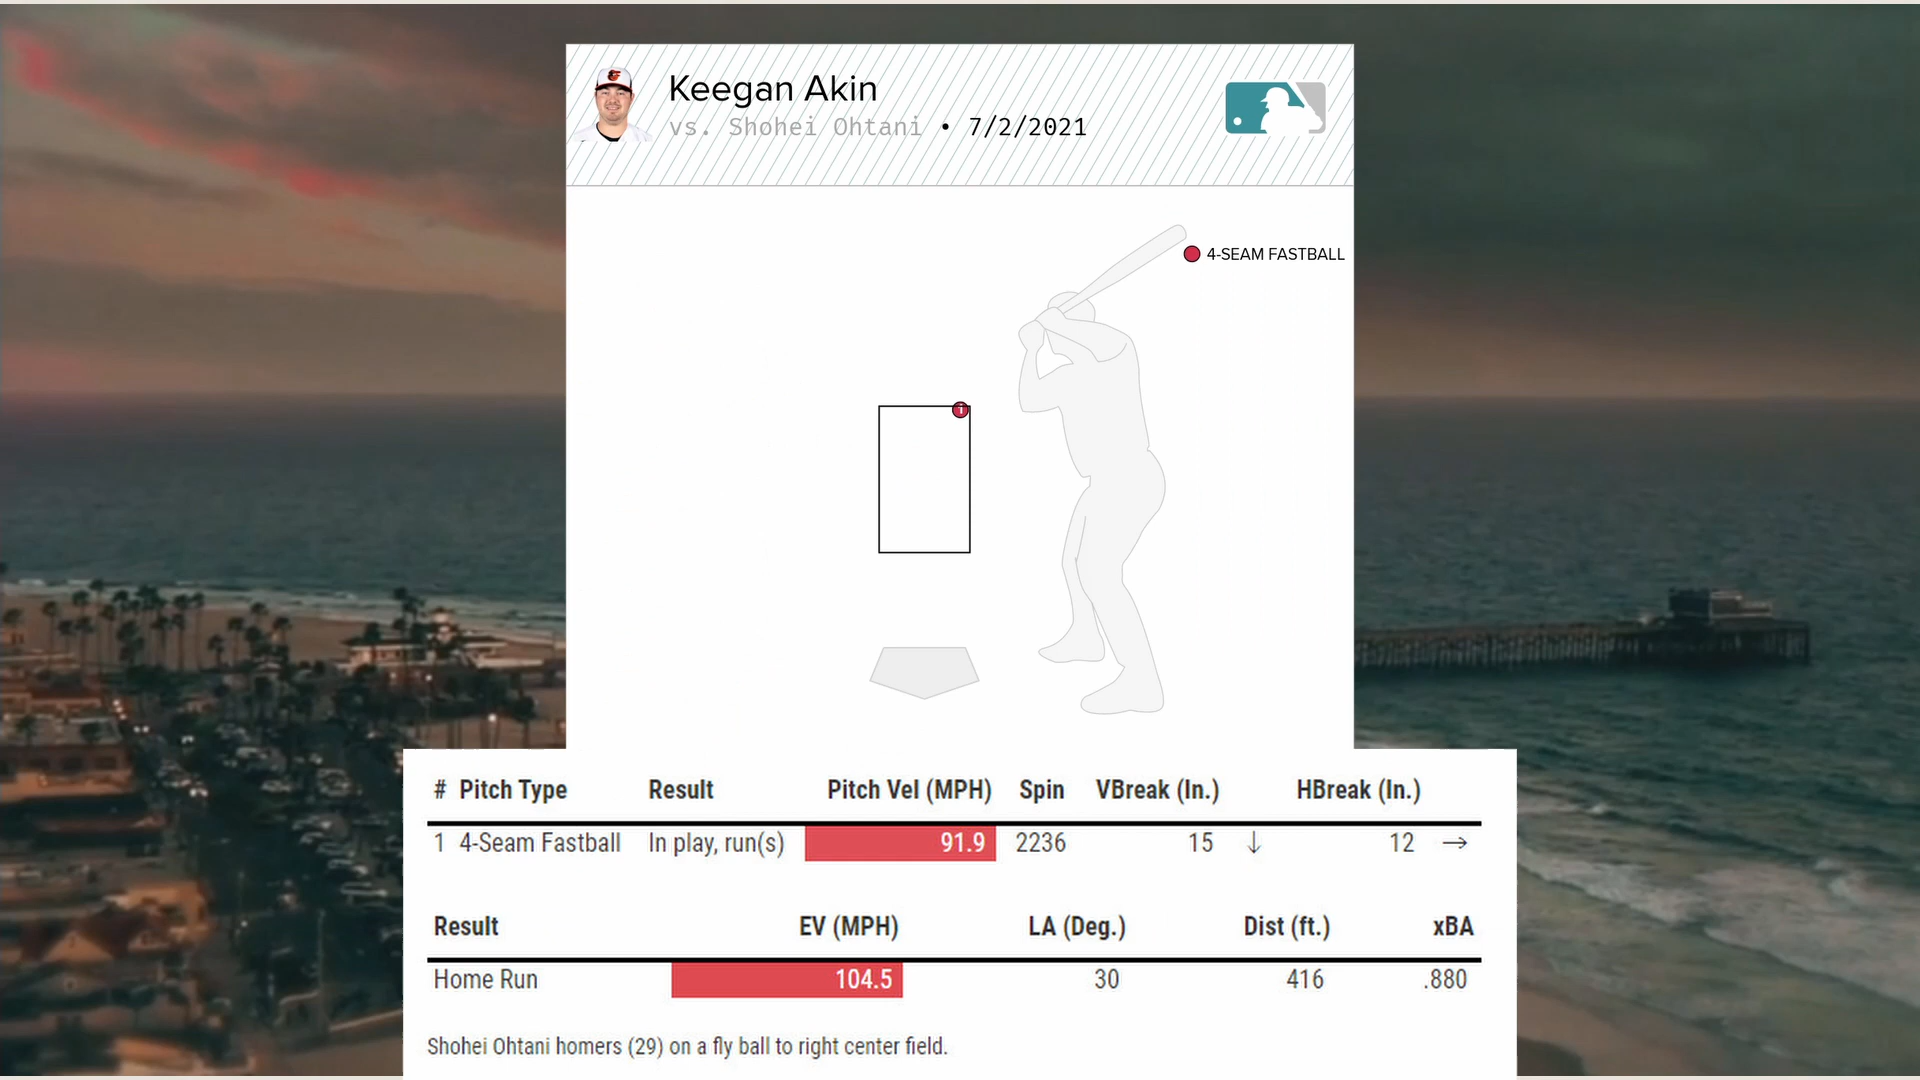 Keegan Akin
vs. Shohei Ohtani • 7/2/2021
4-SEAM FASTBALL
1
# Pitch Type Result Pitch Vel (MPH) Spin VBreak (In.) HBreak (In.)
1 4-Seam Fastball In play, run(s) 91.9 2236 15 ↓ 12 →
Result EV (MPH) LA (Deg.) Dist (ft.) xBA
Home Run 104.5 30 416 .880
Shohei Ohtani homers (29) on a fly ball to right center field.